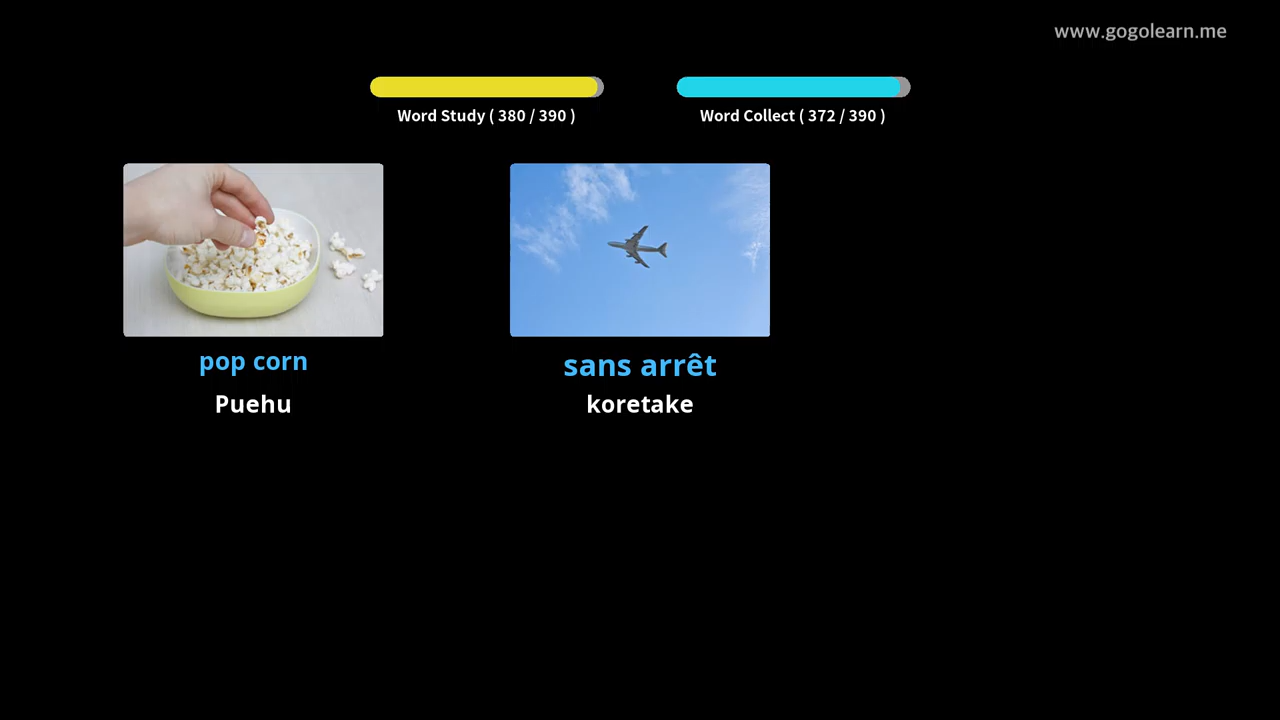 www.gogolearn.me
Word Study ( 380 / 390 )
Word Collect ( 372 / 390 )
pop corn
Puehu
sans arrêt
koretake